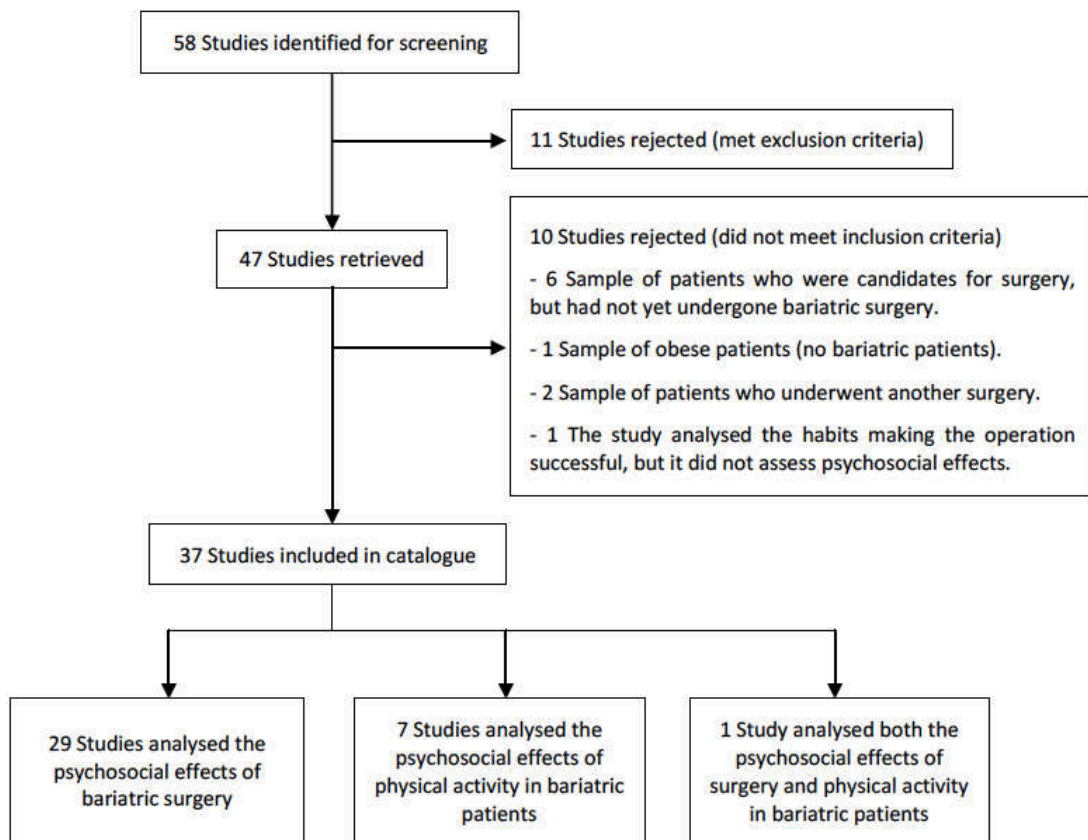 58 Studies identified for screening
11 Studies rejected (met exclusion criteria)
47 Studies retrieved
10 Studies rejected (did not meet inclusion criteria)
- 6 Sample of patients who were candidates for surgery,
but had not yet undergone bariatric surgery.
- 1 Sample of obese patients (no bariatric patients).
- 2 Sample of patients who underwent another surgery.
- 1 The study analysed the habits making the operation
successful, but it did not assess psychosocial effects.
37 Studies included in catalogue
29 Studies analysed the
psychosocial effects of
bariatric surgery
7 Studies analysed the
psychosocial effects of
physical activity in bariatric
patients
1 Study analysed both the
psychosocial effects of
surgery and physical activity
in bariatric patients